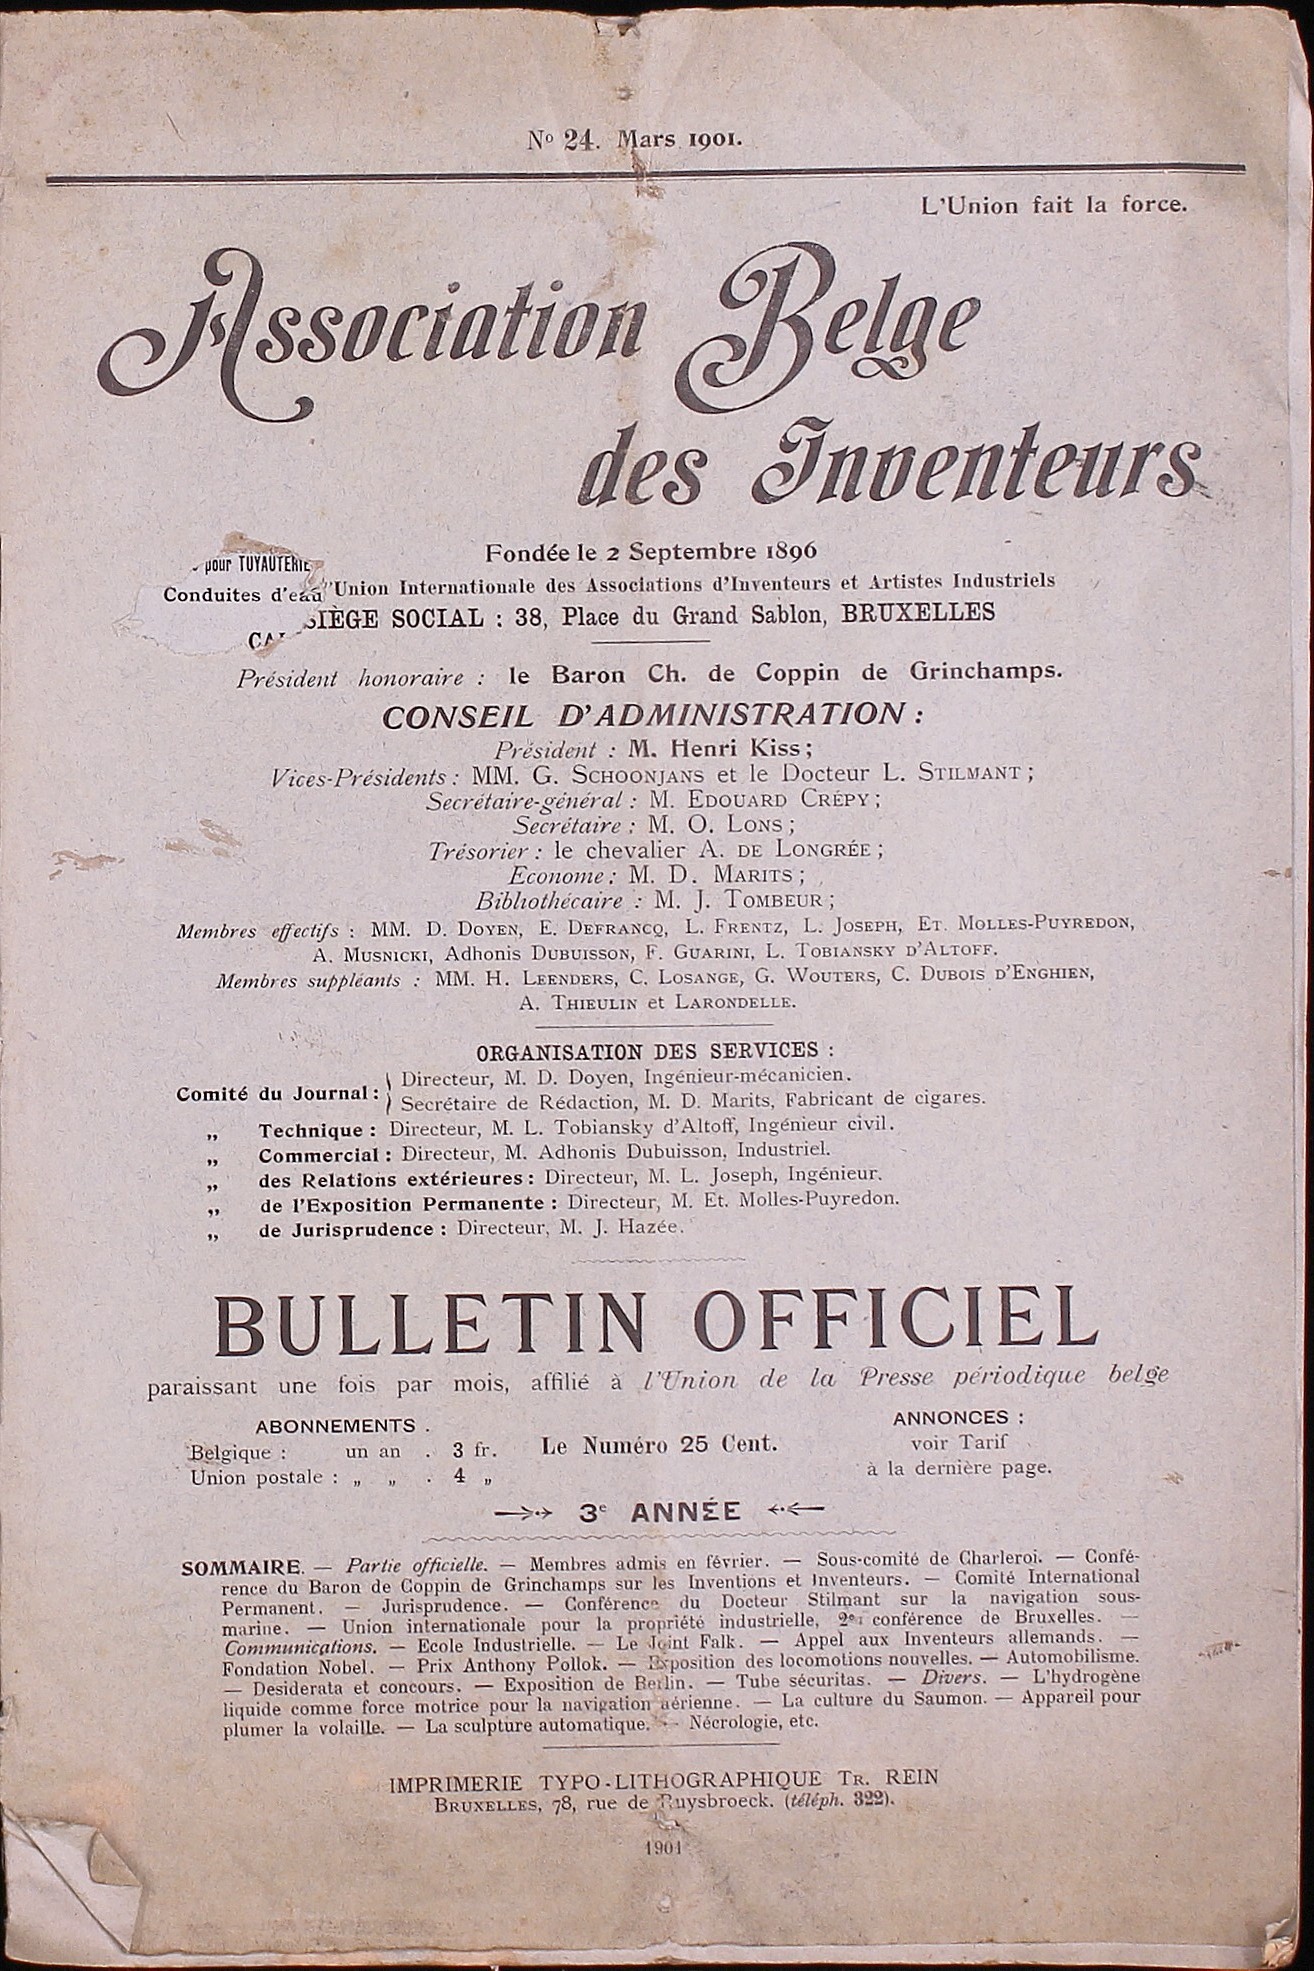 No 24. Mars 1901.
L'Union fait la force.
Association Belge
des Inventeurs
Fondée le 2 Septembre 1896
pour TUYAUTERIE
Conduites d'eau
l'Union Internationale des Associations d'Inventeurs et Artistes Industriels
SIÈGE SOCIAL : 38, Place du Grand Sablon, BRUXELLES
Président honoraire : le Baron Ch. de Coppin de Grinchamps.
CONSEIL D'ADMINISTRATION :
Président : M. Henri Kiss ;
Vices-Présidents : MM. G. SCHOONJANS et le Docteur L. STILMANT ;
Secrétaire-général : M. EDOUARD CRÉPY ;
Secrétaire : M. O. LONS ;
Trésorier : le chevalier A. DE LONGRÉE ;
Econome : M. D. MARITS ;
Bibliothécaire : M. J. TOMBEUR ;
Membres effectifs : MM. D. DOYEN, E. DEFRANCQ, L. FRENTZ, L. JOSEPH, ET. MOLLES-PUYREDON,
A. MUSNICKI, Adhonis DUBUISSON, F. GUARINI, L. TOBIANSKY D'ALTOFF.
Membres suppléants : MM. H. LEENDERS, C. LOSANGE, G. WOUTERS, C. DUBOIS D'ENGHIEN,
A. THIEULIN et LARONDELLE.
ORGANISATION DES SERVICES :
Comité du Journal : Directeur, M. D. Doyen, Ingénieur-mécanicien.
Secrétaire de Rédaction, M. D. Marits, Fabricant de cigares.
„ Technique : Directeur, M. L. Tobiansky d'Altoff, Ingénieur civil.
„ Commercial : Directeur, M. Adhonis Dubuisson, Industriel.
„ des Relations extérieures : Directeur, M. L. Joseph, Ingénieur.
„ de l'Exposition Permanente : Directeur, M. Et. Molles-Puyredon.
„ de Jurisprudence : Directeur, M. J. Hazée.
BULLETIN OFFICIEL
paraissant une fois par mois, affilié à l'Union de la Presse périodique belge
ABONNEMENTS .
Belgique : un an . 3 fr.
Union postale : „ „ . 4 „
Le Numéro 25 Cent.
ANNONCES :
voir Tarif
à la dernière page.
3e ANNÉE
SOMMAIRE. — Partie officielle. — Membres admis en février. — Sous-comité de Charleroi. — Confé-
rence du Baron de Coppin de Grinchamps sur les Inventions et Inventeurs. — Comité International
Permanent. — Jurisprudence. — Conférence du Docteur Stilmant sur la navigation sous-
marine. — Union internationale pour la propriété industrielle, 2e conférence de Bruxelles. —
Communications. — Ecole Industrielle. — Le Joint Falk. — Appel aux Inventeurs allemands. —
Fondation Nobel. — Prix Anthony Pollok. — Exposition des locomotions nouvelles. — Automobilisme.
— Desiderata et concours. — Exposition de Berlin. — Tube sécuritas. — Divers. — L'hydrogène
liquide comme force motrice pour la navigation aérienne. — La culture du Saumon. — Appareil pour
plumer la volaille. — La sculpture automatique. — Nécrologie, etc.
IMPRIMERIE TYPO-LITHOGRAPHIQUE TR. REIN
BRUXELLES, 78, rue de Ruysbroeck. (téléph. 322).
1901